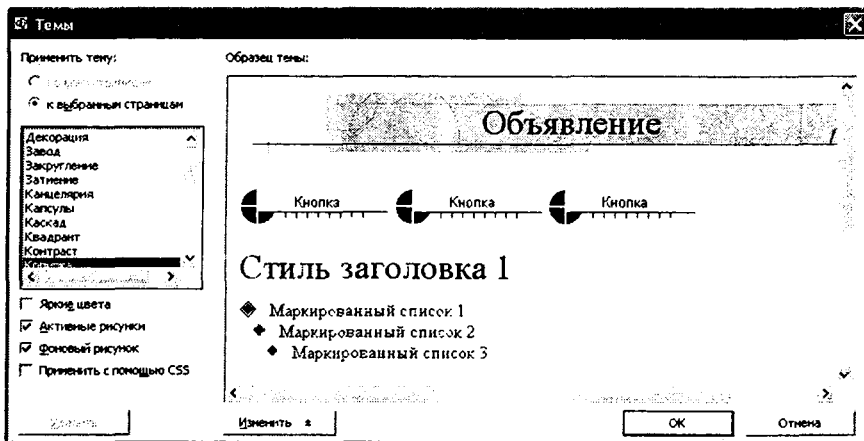 Темы
Применить тему:
к выбранным страницам
Декорация
Завод
Закругление
Затмение
Канцелярия
Капсулы
Каскад
Квадрант
Контраст
Яркие цвета
Активные рисунки
Фоновый рисунок
Применить с помощью CSS
Образец темы:
Объявление
Кнопка Кнопка Кнопка
Стиль заголовка 1
Маркированный список 1
Маркированный список 2
Маркированный список 3
Изменить
OK
Отмена